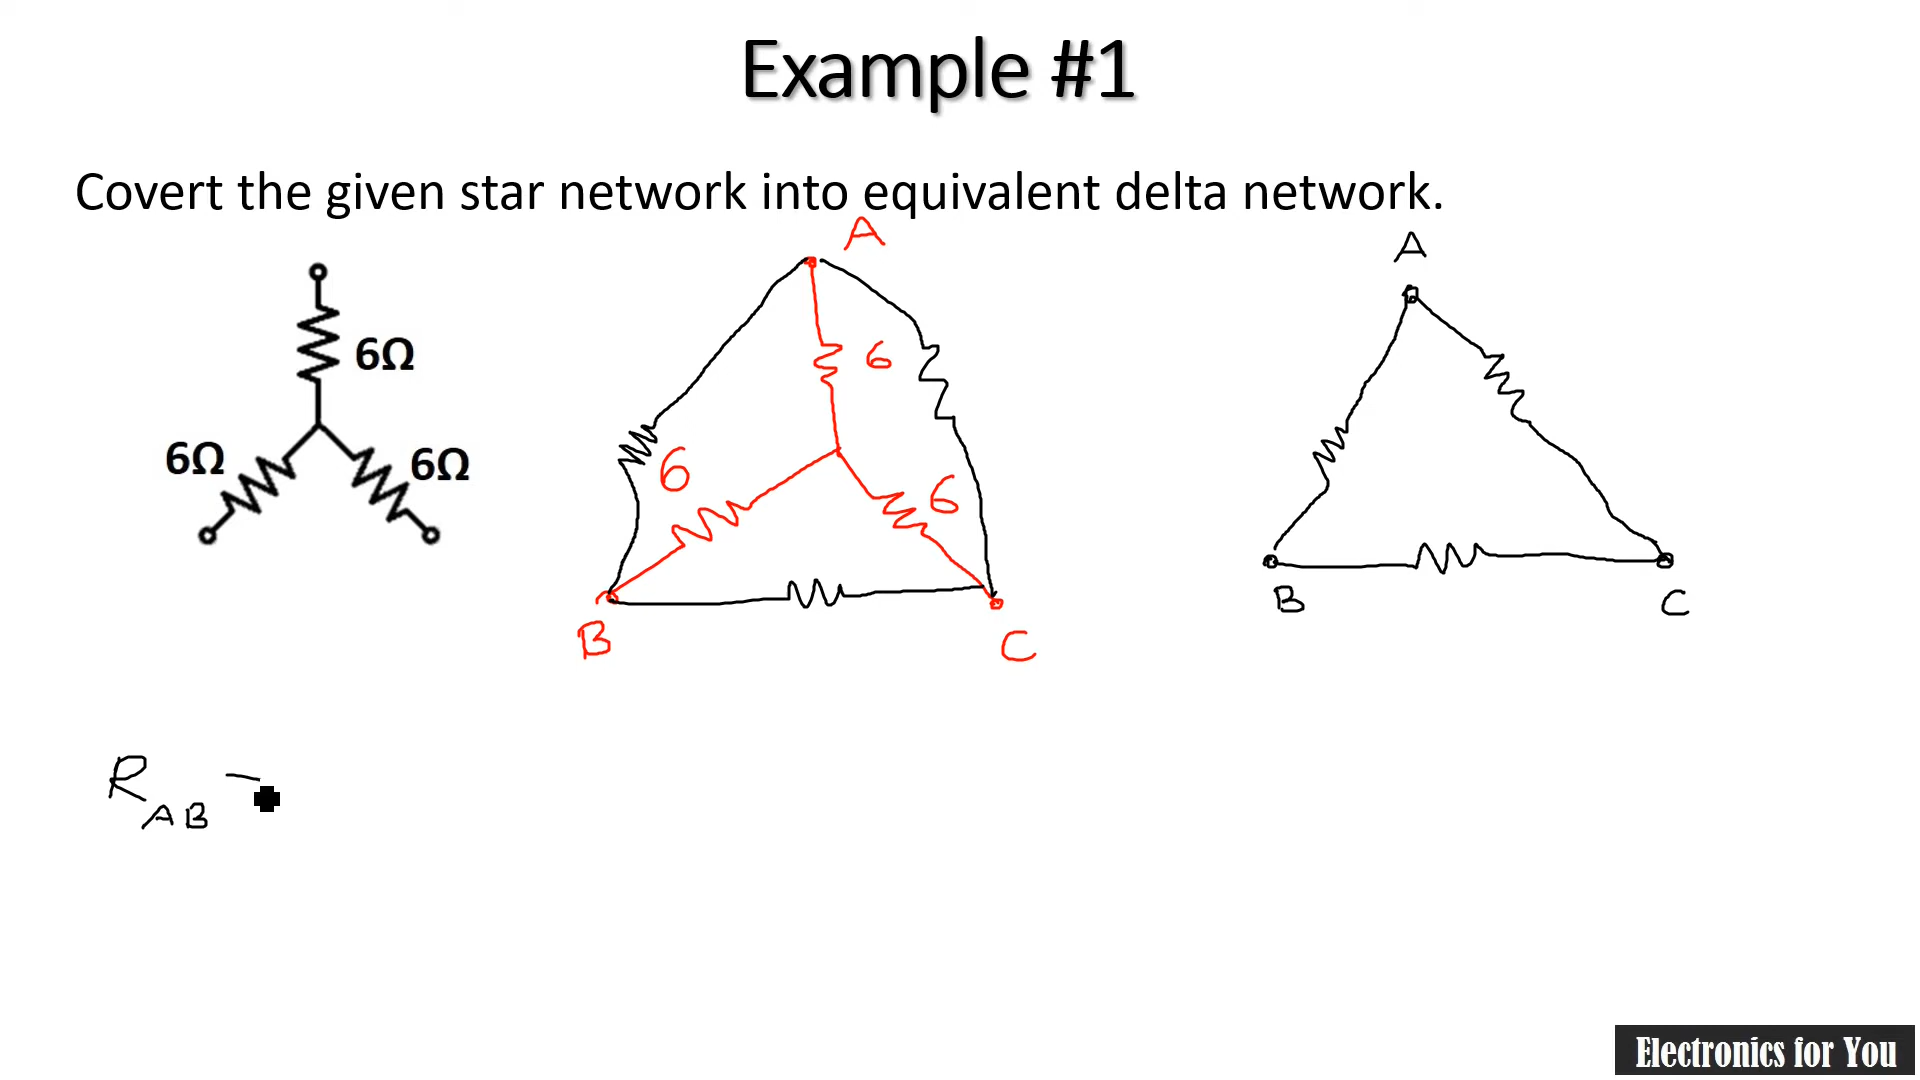 Example #1
Covert the given star network into equivalent delta network.
A
A
6Ω
6
6Ω
6Ω
6
6
B
C
B
C
R
AB
Electronics for You